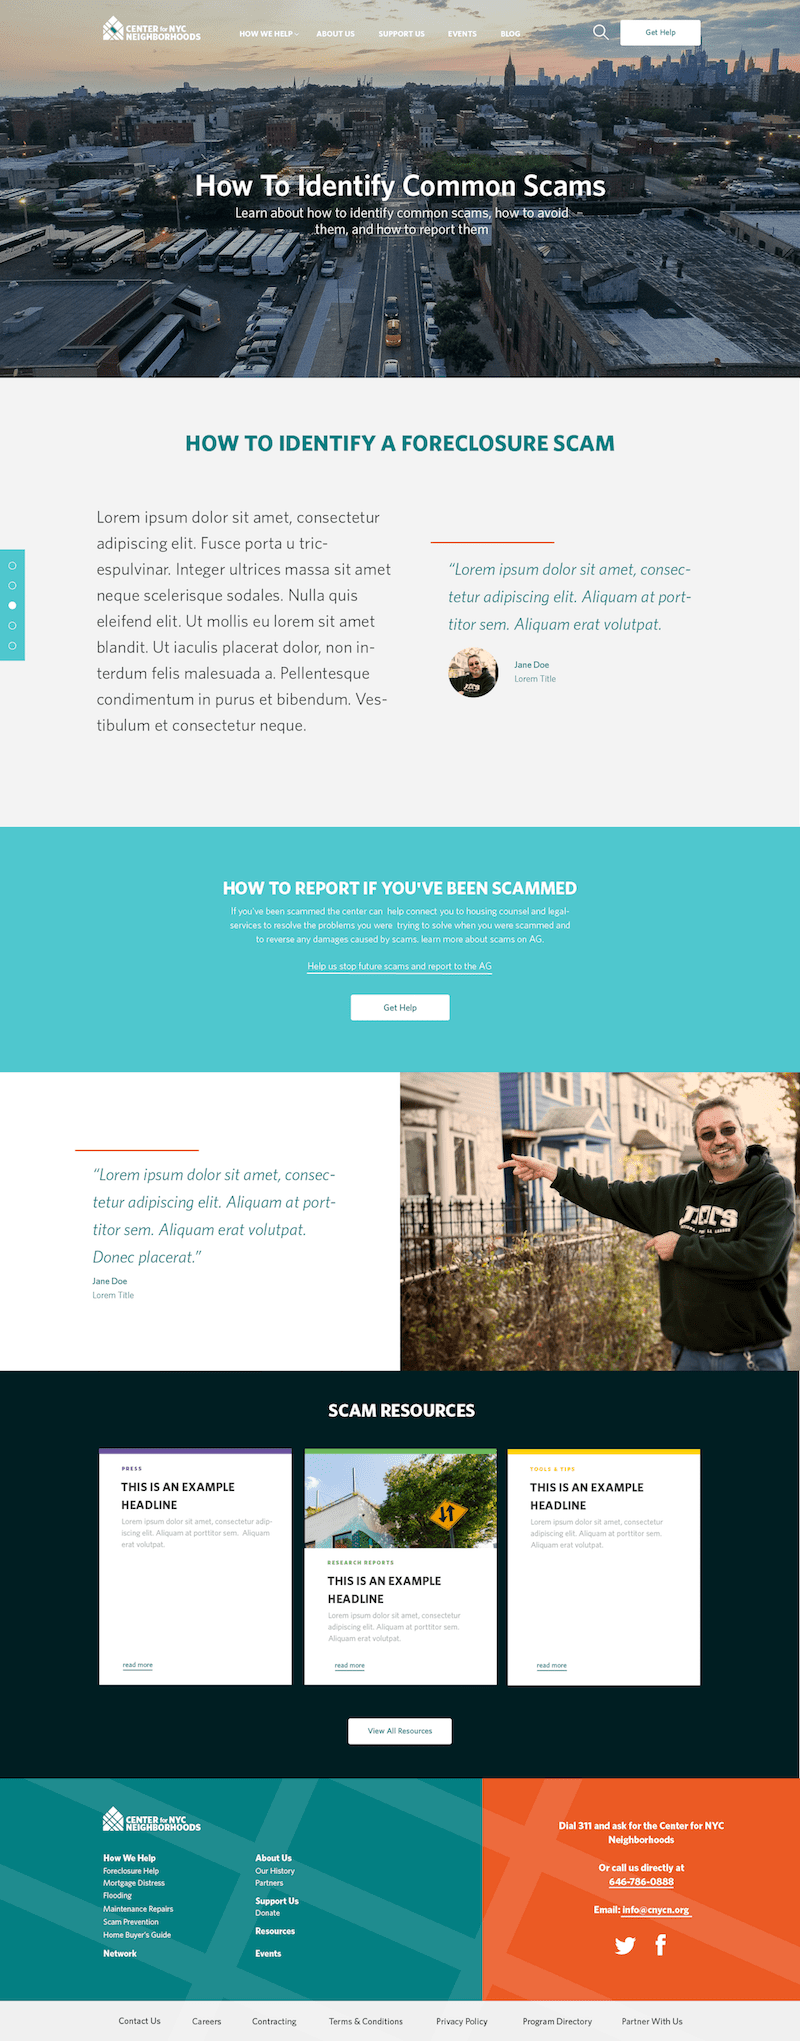 CENTER for NYC
NEIGHBORHOODS
HOW WE HELP
ABOUT US
SUPPORT US
EVENTS
BLOG
Get Help
How To Identify Common Scams
Learn about how to identify common scams, how to avoid
them, and how to report them
HOW TO IDENTIFY A FORECLOSURE SCAM
Lorem ipsum dolor sit amet, consectetur
adipiscing elit. Fusce porta u tric-
espulvinar. Integer ultrices massa sit amet
neque scelerisque sodales. Nulla quis
eleifend elit. Ut mollis eu lorem sit amet
blandit. Ut iaculis placerat dolor, non in-
terdum felis malesuada a. Pellentesque
condimentum in purus et bibendum. Ves-
tibulum et consectetur neque.
“Lorem ipsum dolor sit amet, consec-
tetur adipiscing elit. Aliquam at port-
titor sem. Aliquam erat volutpat.
Jane Doe
Lorem Title
HOW TO REPORT IF YOU'VE BEEN SCAMMED
If you've been scammed the center can help connect you to housing counsel and legal-
services to resolve the problems you were trying to solve when you were scammed and
to reverse any damages caused by scams. learn more about scams on AG.
Help us stop future scams and report to the AG
Get Help
“Lorem ipsum dolor sit amet, consec-
tetur adipiscing elit. Aliquam at port-
titor sem. Aliquam erat volutpat.
Donec placerat.”
Jane Doe
Lorem Title
SCAM RESOURCES
PRESS
THIS IS AN EXAMPLE
HEADLINE
Lorem ipsum dolor sit amet, consectetur adip-
iscing elit. Aliquam at porttitor sem. Aliquam
erat volutpat.
read more
RESEARCH REPORTS
THIS IS AN EXAMPLE
HEADLINE
Lorem ipsum dolor sit amet, consectetur
adipiscing elit. Aliquam at porttitor sem.
Aliquam erat volutpat.
read more
TOOLS & TIPS
THIS IS AN EXAMPLE
HEADLINE
Lorem ipsum dolor sit amet, consectetur
adipiscing elit. Aliquam at porttitor sem.
Aliquam erat volutpat.
read more
View All Resources
CENTER for NYC
NEIGHBORHOODS
How We Help
Foreclosure Help
Mortgage Distress
Flooding
Maintenance Repairs
Scam Prevention
Home Buyer's Guide
Network
About Us
Our History
Partners
Support Us
Donate
Resources
Events
Dial 311 and ask for the Center for NYC
Neighborhoods
Or call us directly at
646-786-0888
Email: info@cnycn.org
Contact Us
Careers
Contracting
Terms & Conditions
Privacy Policy
Program Directory
Partner With Us